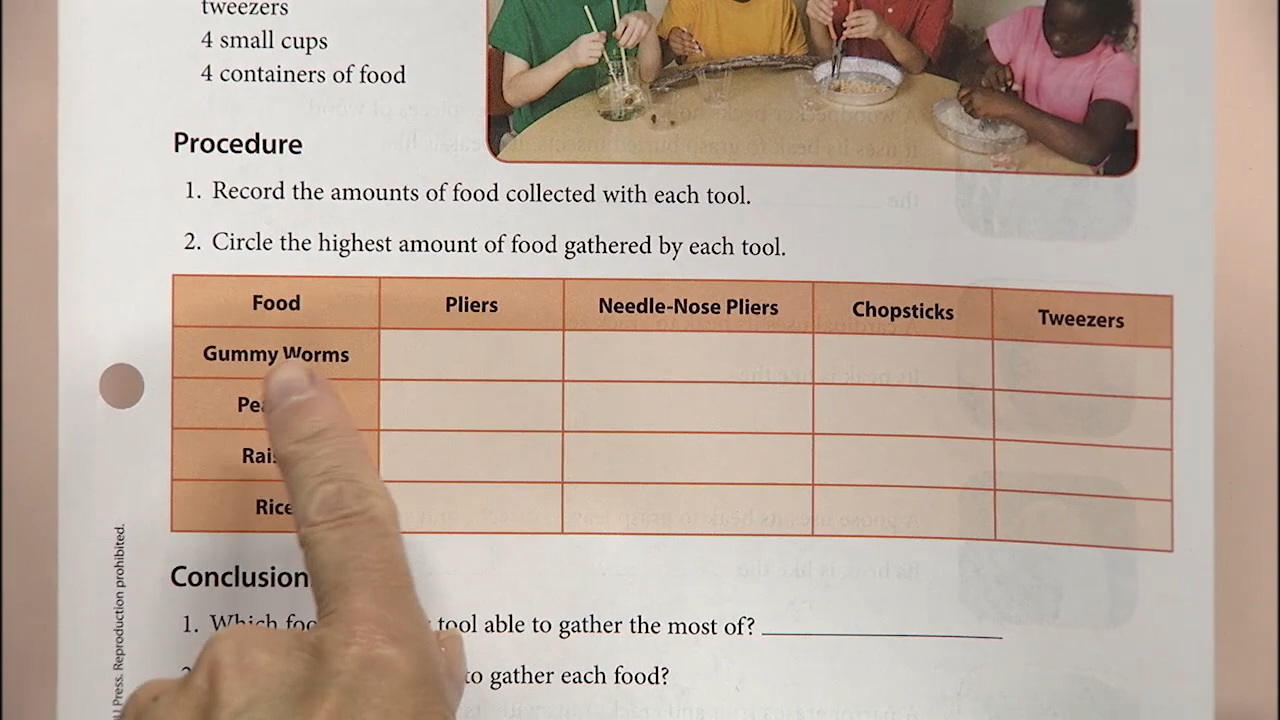 tweezers
4 small cups
4 containers of food
Procedure
1. Record the amounts of food collected with each tool.
2. Circle the highest amount of food gathered by each tool.
Food Pliers Needle-Nose Pliers Chopsticks Tweezers
Gummy Worms
Rice
Conclusion
1. Which tool able to gather the most of?
to gather each food?
Press. Reproduction prohibited.